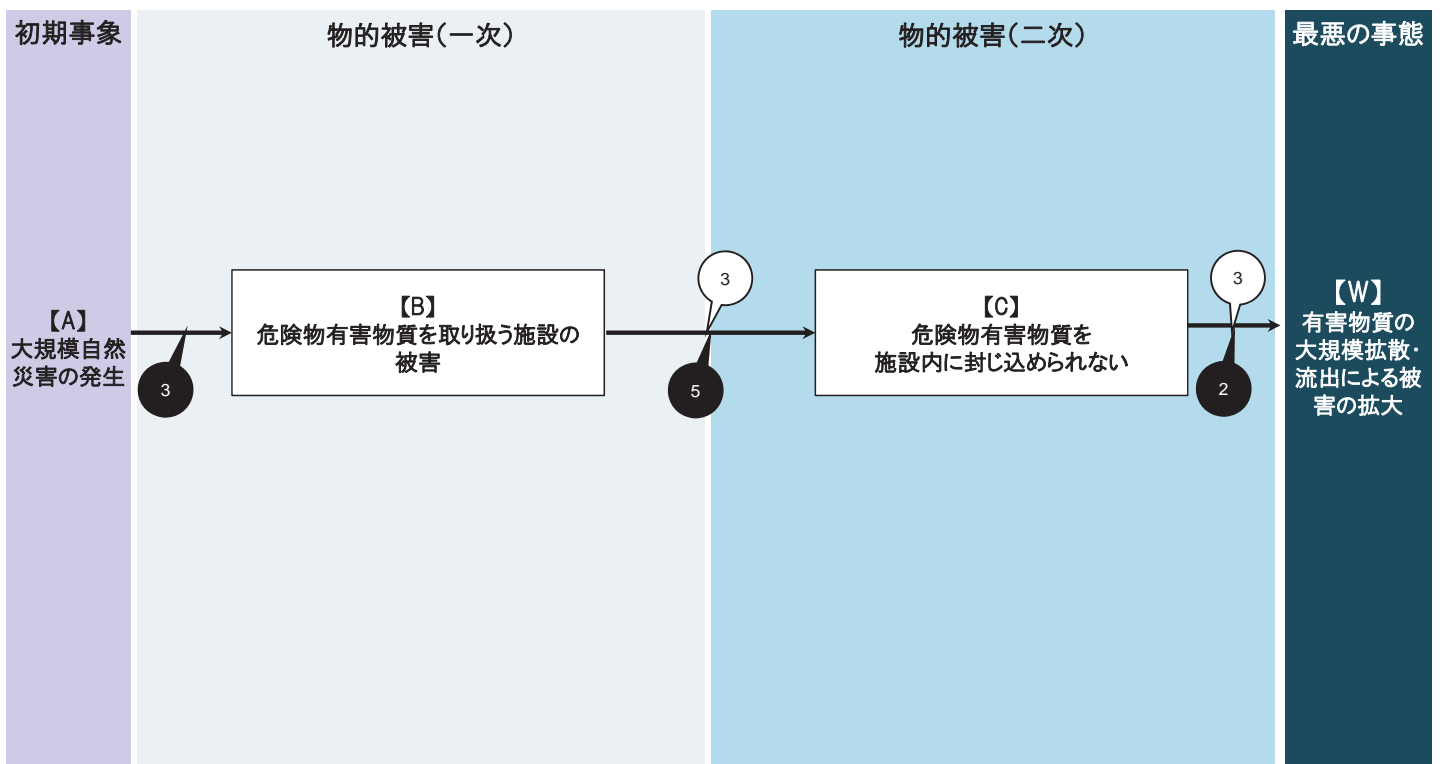 初期事象
物的被害(一次)
物的被害(二次)
最悪の事態
【A】
大規模自然
災害の発生
3
【B】
危険物有害物質を取り扱う施設の
被害
3
5
【C】
危険物有害物質を
施設内に封じ込められない
3
2
【W】
有害物質の
大規模拡散・
流出による被
害の拡大